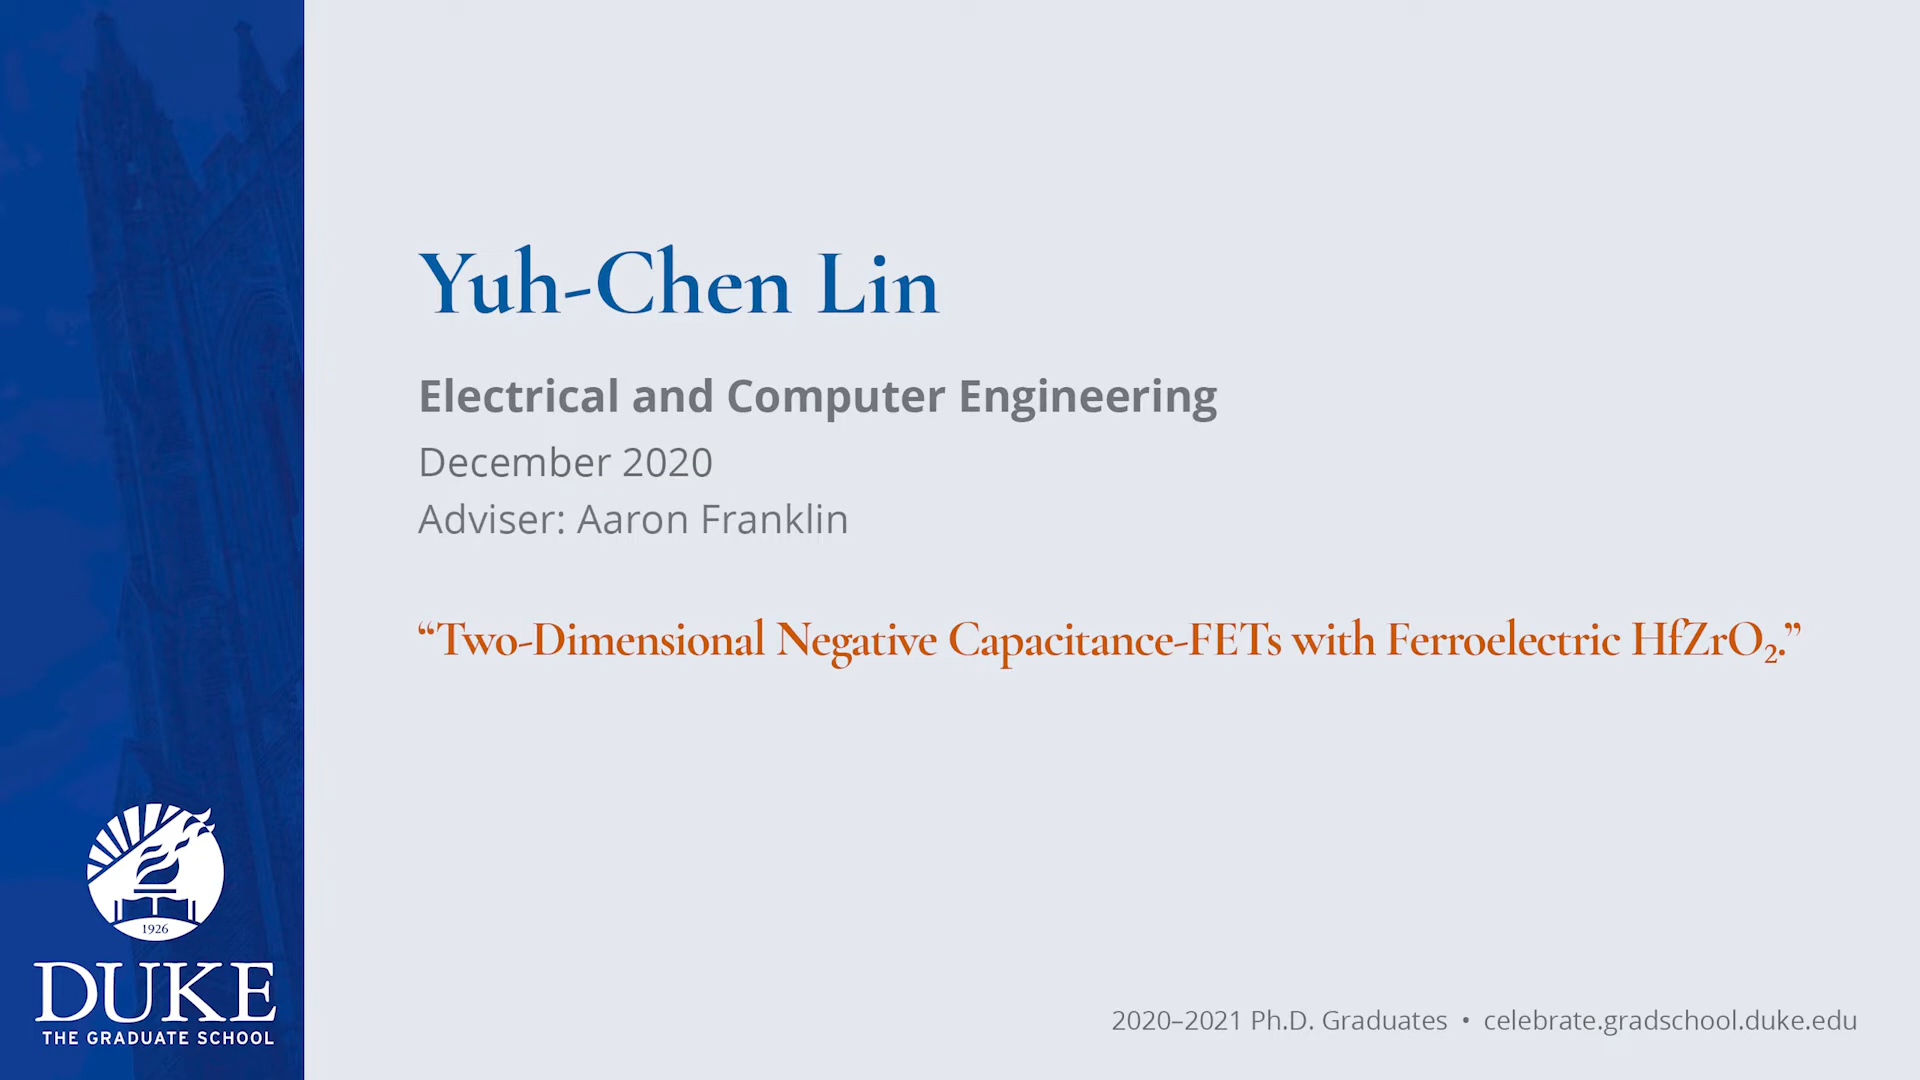 Yuh-Chen Lin
Electrical and Computer Engineering
December 2020
Adviser: Aaron Franklin
“Two-Dimensional Negative Capacitance-FETs with Ferroelectric HfZrO₂.”
1926
DUKE
THE GRADUATE SCHOOL
2020–2021 Ph.D. Graduates • celebrate.gradschool.duke.edu